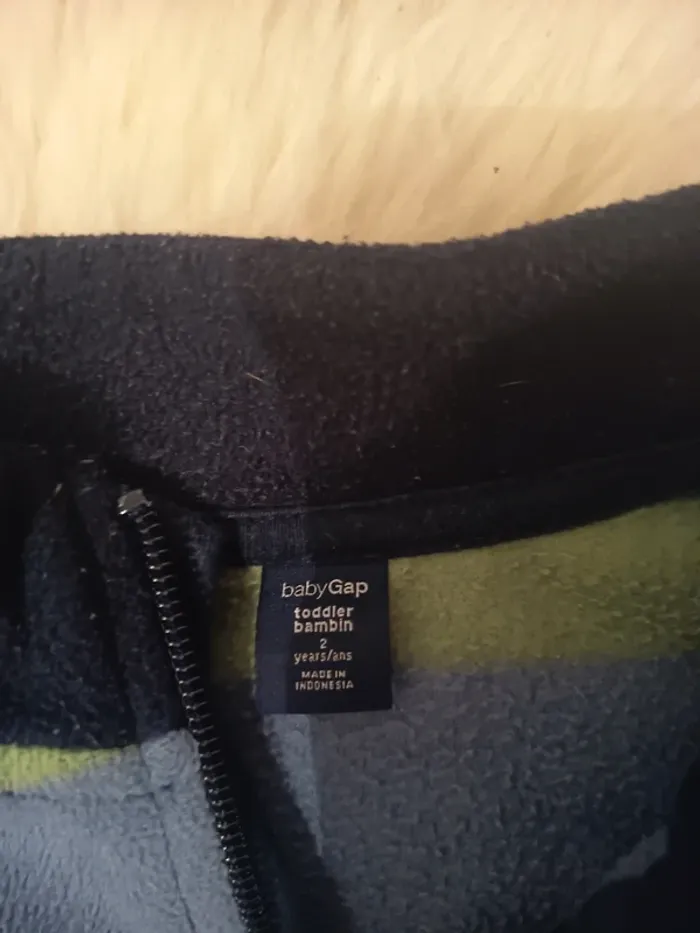 babyGap
toddler
bambin
2
years/ans
MADE IN
INDONESIA